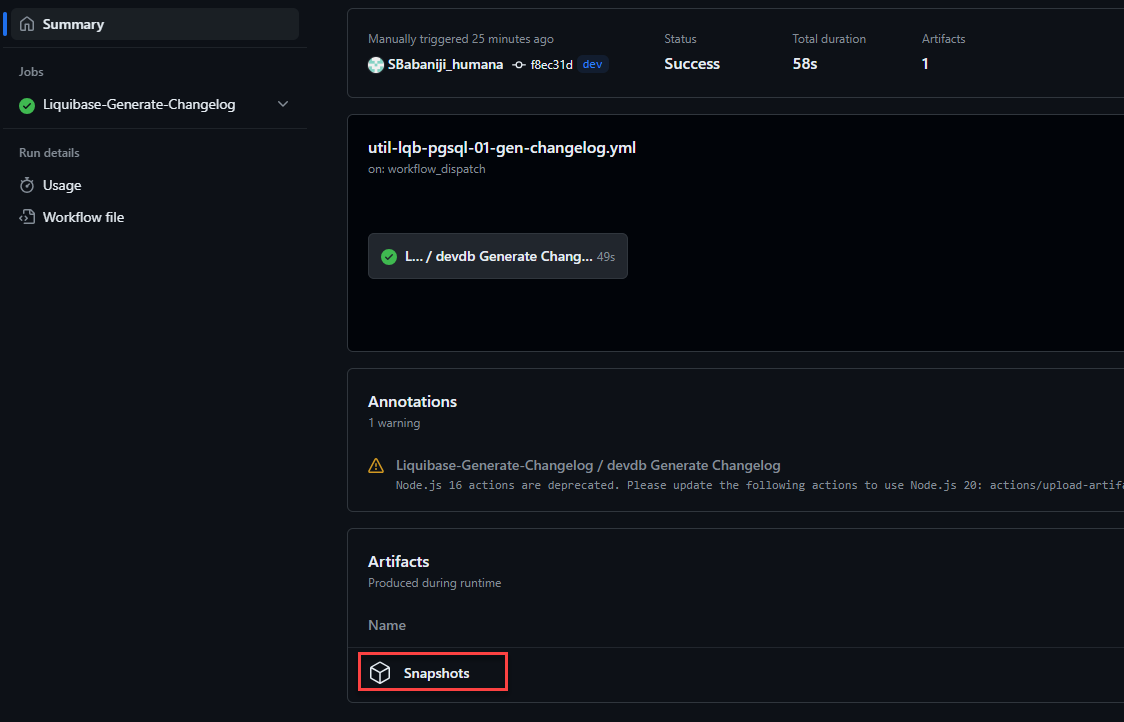 Summary
Jobs
Liquibase-Generate-Changelog
Run details
Usage
Workflow file
Manually triggered 25 minutes ago
SBabaniji_humana f8ec31d dev
Status
Success
Total duration
58s
Artifacts
1
util-lqb-pgsql-01-gen-changelog.yml
on: workflow_dispatch
L... / devdb Generate Chang... 49s
Annotations
1 warning
Liquibase-Generate-Changelog / devdb Generate Changelog
Node.js 16 actions are deprecated. Please update the following actions to use Node.js 20: actions/upload-artif
Artifacts
Produced during runtime
Name
Snapshots